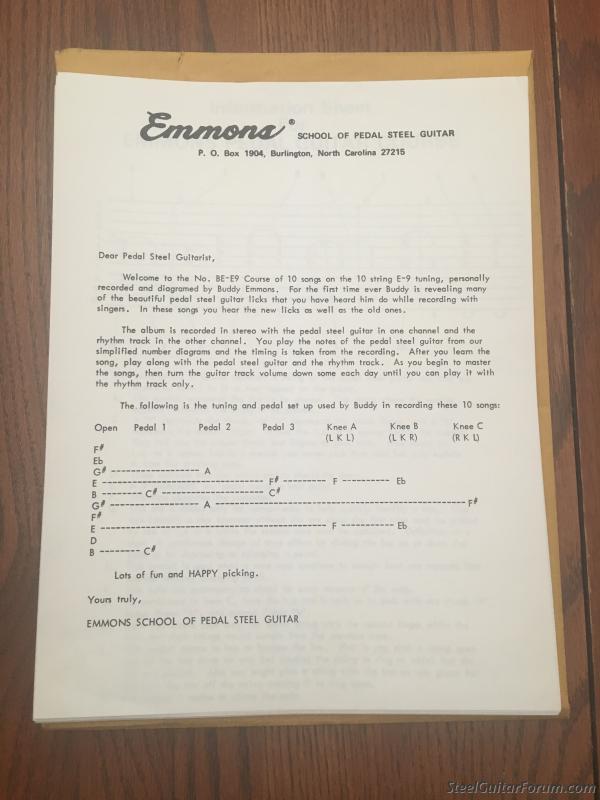 Emmons® SCHOOL OF PEDAL STEEL GUITAR
P. O. Box 1904, Burlington, North Carolina 27215
Dear Pedal Steel Guitarist,
Welcome to the No. BE-E9 Course of 10 songs on the 10 string E-9 tuning, personally
recorded and diagramed by Buddy Emmons. For the first time ever Buddy is revealing many
of the beautiful pedal steel guitar licks that you have heard him do while recording with
singers. In these songs you hear the new licks as well as the old ones.
The album is recorded in stereo with the pedal steel guitar in one channel and the
rhythm track in the other channel. You play the notes of the pedal steel guitar from our
simplified number diagrams and the timing is taken from the recording. After you learn the
song, play along with the pedal steel guitar and the rhythm track. As you begin to master
the songs, then turn the guitar track volume down some each day until you can play it with
the rhythm track only.
The following is the tuning and pedal set up used by Buddy in recording these 10 songs:
Open Pedal 1 Pedal 2 Pedal 3 Knee A Knee B Knee C
(L K L) (L K R) (R K L)
F#
Eb
G# ------------------- A
E ---------------------------------- F# --------- F ---------- Eb
B -------- C# ---------------------- C#
G# ------------------- A ------------------------------------------------------ F#
F#
E ------------------------------------------------ F ----------- Eb
D
B -------- C#
Lots of fun and HAPPY picking.
Yours truly,
EMMONS SCHOOL OF PEDAL STEEL GUITAR
SteelGuitarForum.com